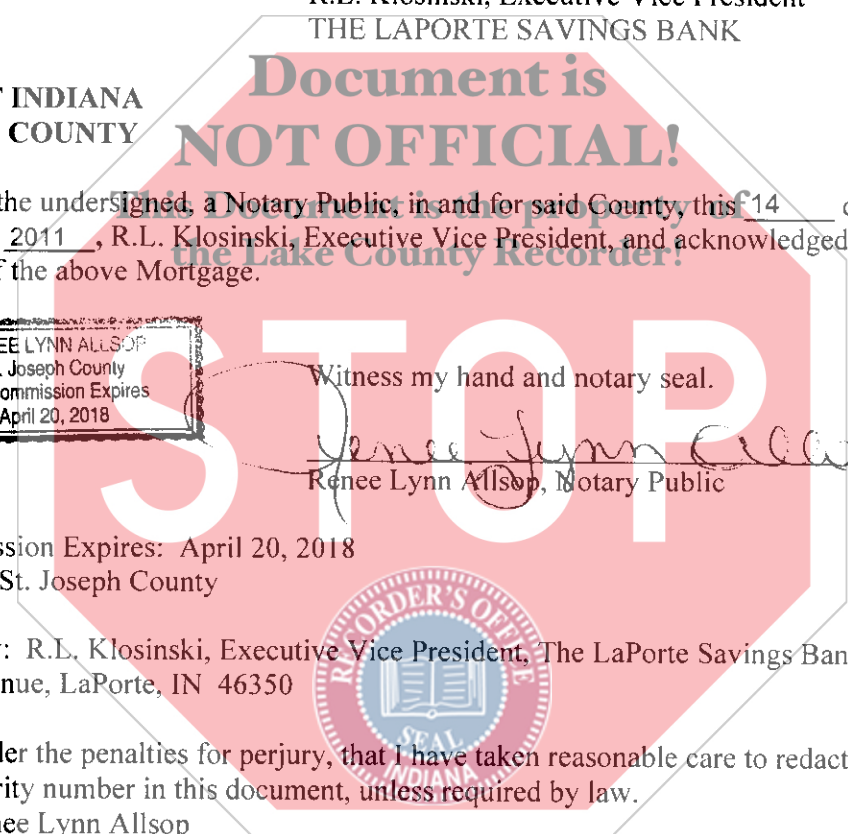 R.L. Klosinski, Executive Vice President
THE LAPORTE SAVINGS BANK
Document is
INDIANA
COUNTY
NOT OFFICIAL!
the undersigned, a Notary Public, in and for said County, this 14
This Document is the property of
2011, R.L. Klosinski, Executive Vice President, and acknowledged
the Lake County Recorder!
the above Mortgage.
STOP
EE LYNN ALLSOP
Joseph County
ommission Expires
April 20, 2018
Witness my hand and notary seal.
Renee Lynn
Renee Lynn Allsop, Notary Public
ssion Expires: April 20, 2018
St. Joseph County
RECORDER'S OFFICE
: R.L. Klosinski, Executive Vice President, The LaPorte Savings Ban
nue, LaPorte, IN 46350
SEAL
INDIANA
der the penalties for perjury, that I have taken reasonable care to redact
rity number in this document, unless required by law.
nee Lynn Allsop